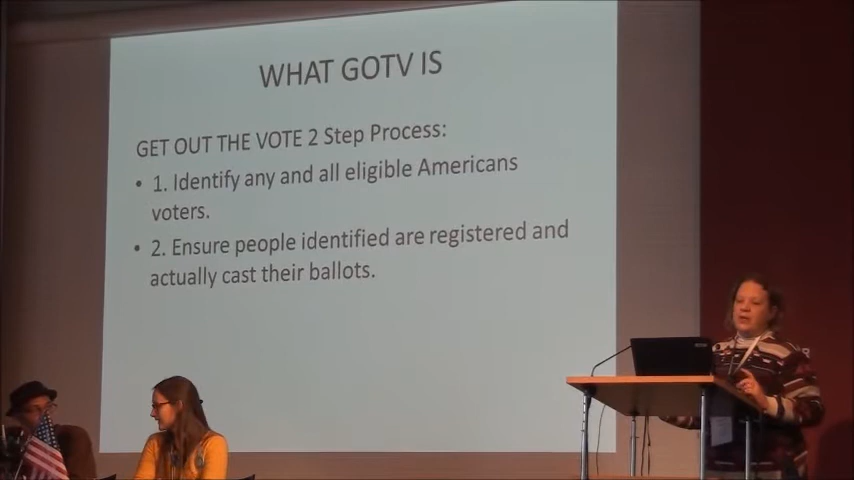 WHAT GOTV IS
GET OUT THE VOTE 2 Step Process:
• 1. Identify any and all eligible Americans
voters.
• 2. Ensure people identified are registered and
actually cast their ballots.